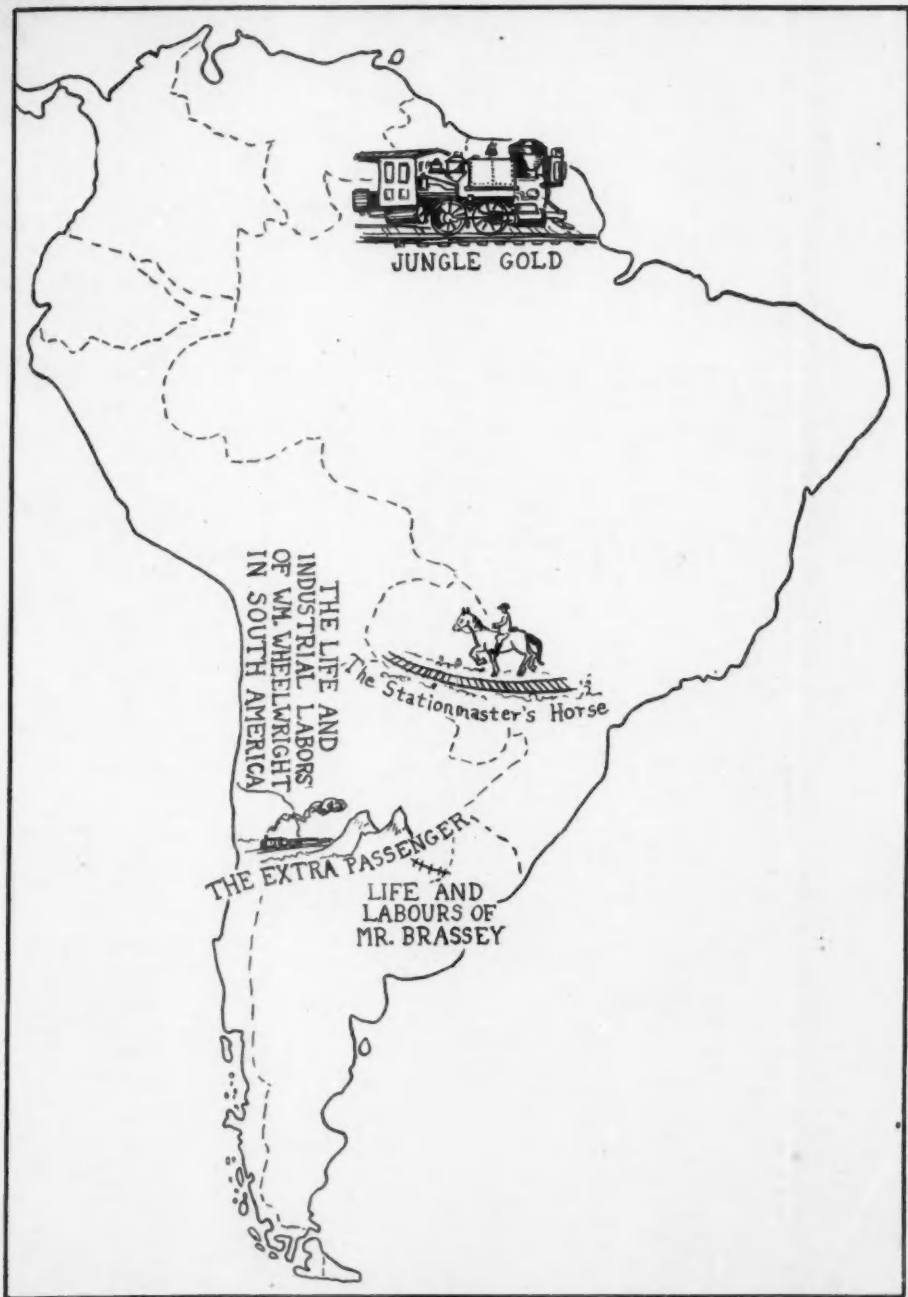 JUNGLE GOLD
THE LIFE AND
INDUSTRIAL LABORS
OF WM. WHEELWRIGHT
IN SOUTH AMERICA
The Stationmaster's Horse
THE EXTRA PASSENGER
LIFE AND
LABOURS OF
MR. BRASSEY